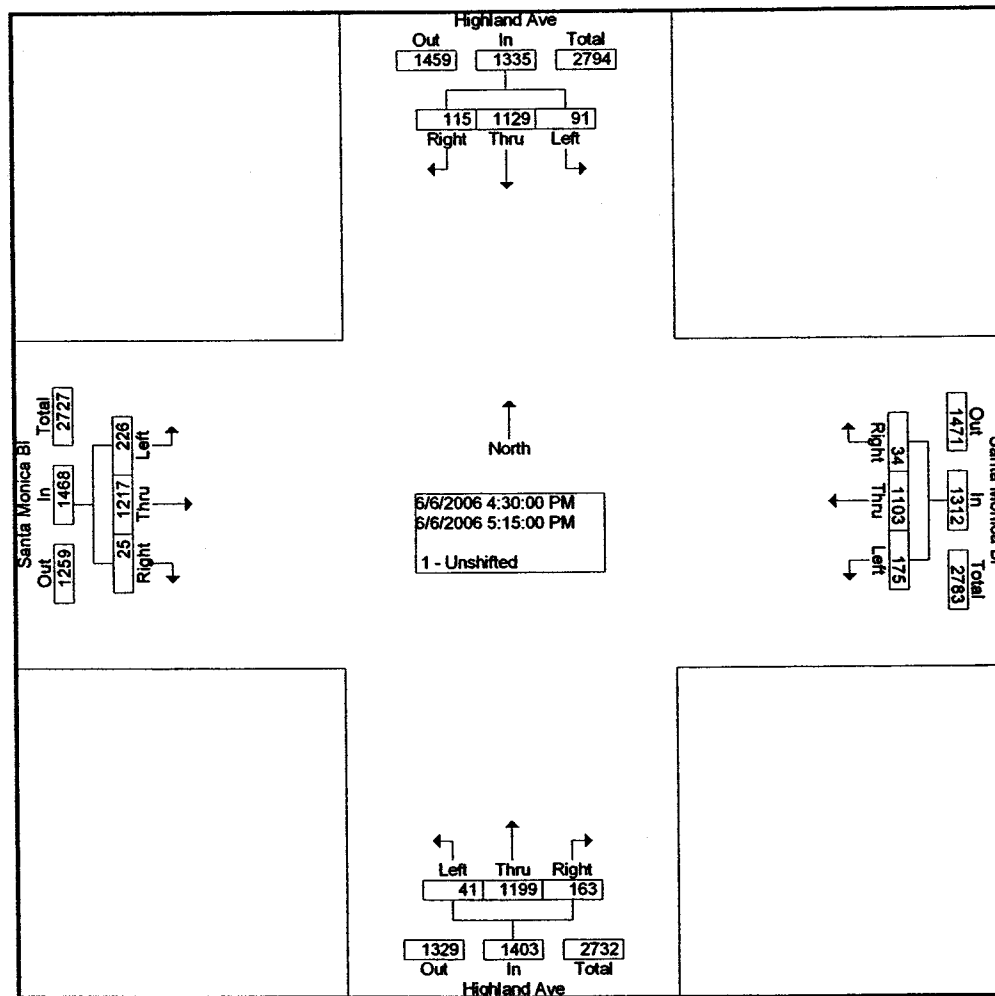 Highland Ave
Out In Total
1459 1335 2794
115 1129 91
Right Thru Left
Santa Monica Bl
Total In Out
2727 1468 1259
226 1217 25
Left Thru Right
North
6/6/2006 4:30:00 PM
6/6/2006 5:15:00 PM
1 - Unshifted
Right Thru Left
34 1103 175
1471 1312 2783
Out In Total
Santa Monica Bl
Left Thru Right
41 1199 163
1329 1403 2732
Out In Total
Highland Ave